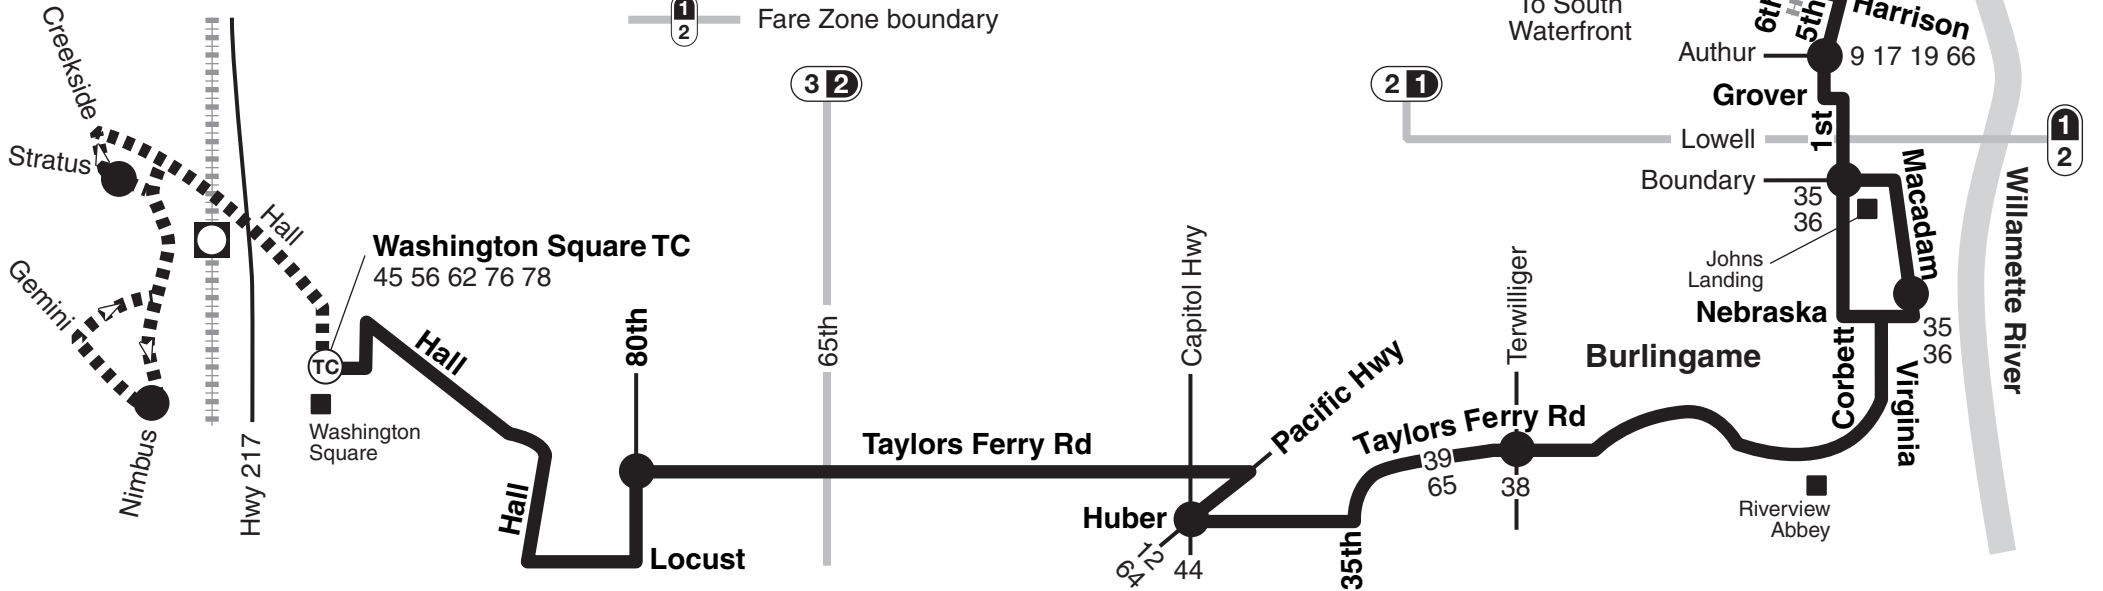 Creekside
1
2
Fare Zone boundary
To South
Waterfront
6th
5th
Harrison
Authur
9 17 19 66
3 2
2 1
Grover
1st
Lowell
1
2
Stratus
Boundary
35
36
Macadam
Willamette River
Hall
Washington Square TC
45 56 62 76 78
Johns
Landing
Gemini
Capitol Hwy
Terwilliger
Nebraska
35
36
80th
65th
Hall
Burlingame
Corbett
Virginia
TC
Pacific Hwy
Washington
Square
Taylors Ferry Rd
Taylors Ferry Rd
39
65
38
Nimbus
Hwy 217
Hall
Huber
12
64
44
35th
Riverview
Abbey
Locust